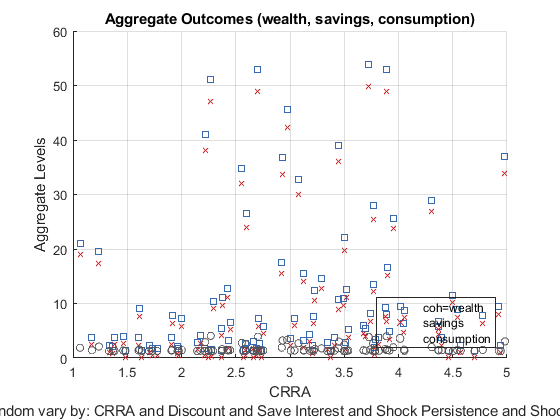 Aggregate Outcomes (wealth, savings, consumption)
60
50
40
30
20
10
0
Aggregate Levels
coh=wealth
savings
consumption
1 1.5 2 2.5 3 3.5 4 4.5 5
CRRA
ndom vary by: CRRA and Discount and Save Interest and Shock Persistence and Sho